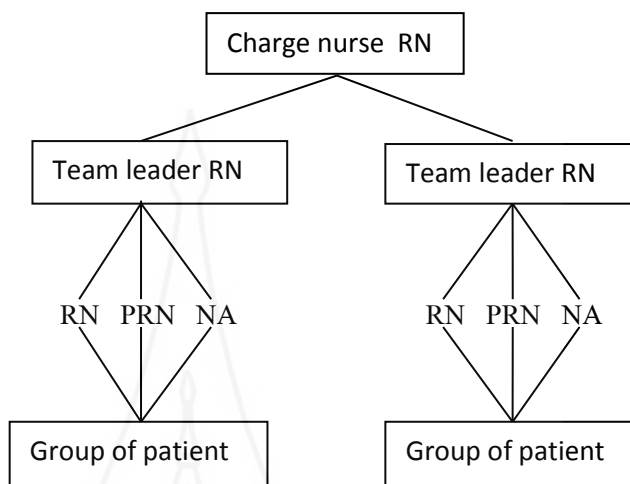 Charge nurse RN
Team leader RN
Team leader RN
RN PRN NA
RN PRN NA
Group of patient
Group of patient